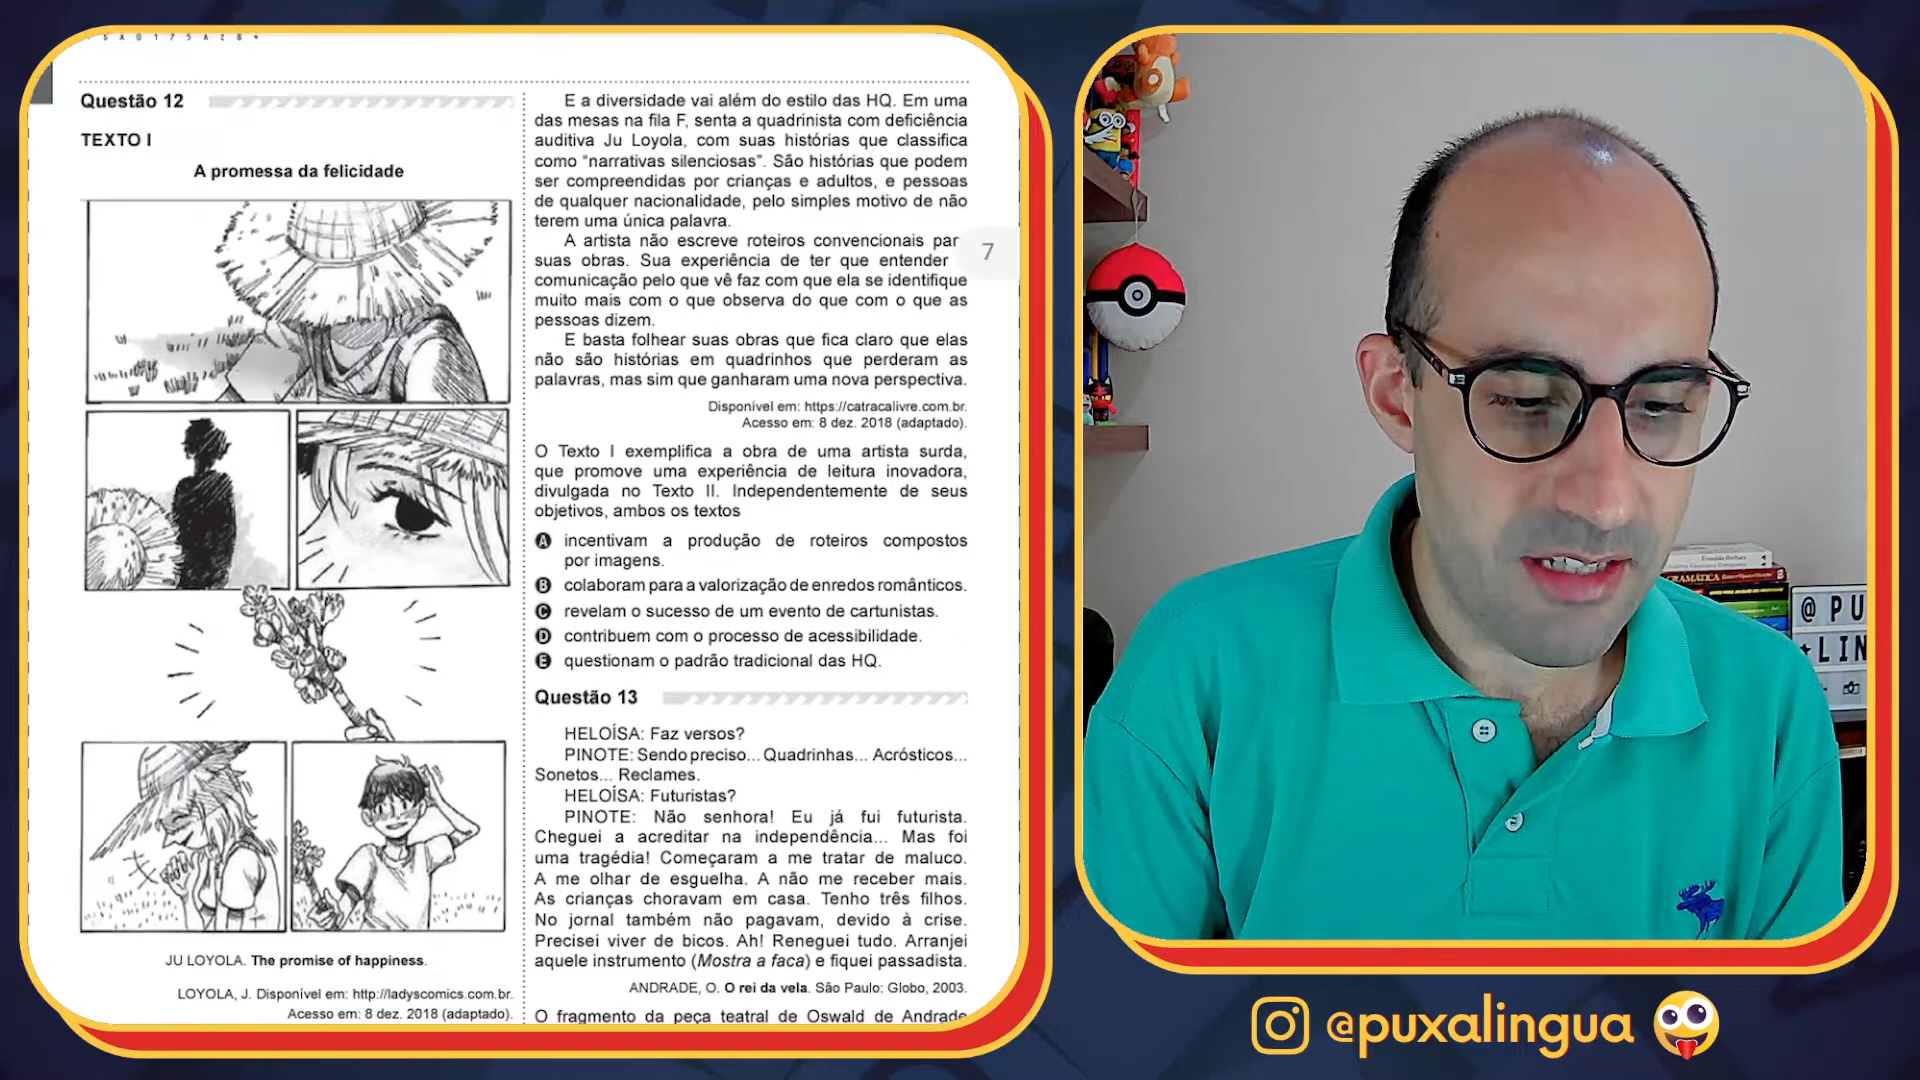 Questão 12
TEXTO I
A promessa da felicidade
JU LOYOLA. The promise of happiness.
LOYOLA, J. Disponível em: http://ladyscomics.com.br.
Acesso em: 8 dez. 2018 (adaptado).
E a diversidade vai além do estilo das HQ. Em uma
das mesas na fila F, senta a quadrinista com deficiência
auditiva Ju Loyola, com suas histórias que classifica
como “narrativas silenciosas”. São histórias que podem
ser compreendidas por crianças e adultos, e pessoas
de qualquer nacionalidade, pelo simples motivo de não
terem uma única palavra.
A artista não escreve roteiros convencionais par
suas obras. Sua experiência de ter que entender
comunicação pelo que vê faz com que ela se identifique
muito mais com o que observa do que com o que as
pessoas dizem.
E basta folhear suas obras que fica claro que elas
não são histórias em quadrinhos que perderam as
palavras, mas sim que ganharam uma nova perspectiva.
Disponível em: https://catracalivre.com.br.
Acesso em: 8 dez. 2018 (adaptado).
O Texto I exemplifica a obra de uma artista surda,
que promove uma experiência de leitura inovadora,
divulgada no Texto II. Independentemente de seus
objetivos, ambos os textos
A incentivam a produção de roteiros compostos
por imagens.
B colaboram para a valorização de enredos românticos.
C revelam o sucesso de um evento de cartunistas.
D contribuem com o processo de acessibilidade.
E questionam o padrão tradicional das HQ.
Questão 13
HELOÍSA: Faz versos?
PINOTE: Sendo preciso... Quadrinhas... Acrósticos...
Sonetos... Reclames.
HELOÍSA: Futuristas?
PINOTE: Não senhora! Eu já fui futurista.
Cheguei a acreditar na independência... Mas foi
uma tragédia! Começaram a me tratar de maluco.
A me olhar de esguelha. A não me receber mais.
As crianças choravam em casa. Tenho três filhos.
No jornal também não pagavam, devido à crise.
Precisei viver de bicos. Ah! Reneguei tudo. Arranjei
aquele instrumento (Mostra a faca) e fiquei passadista.
ANDRADE, O. O rei da vela. São Paulo: Globo, 2003.
O fragmento da peça teatral de Oswald de Andrade
7
GRAMÁTICA
@ PU
LIN
@puxalingua